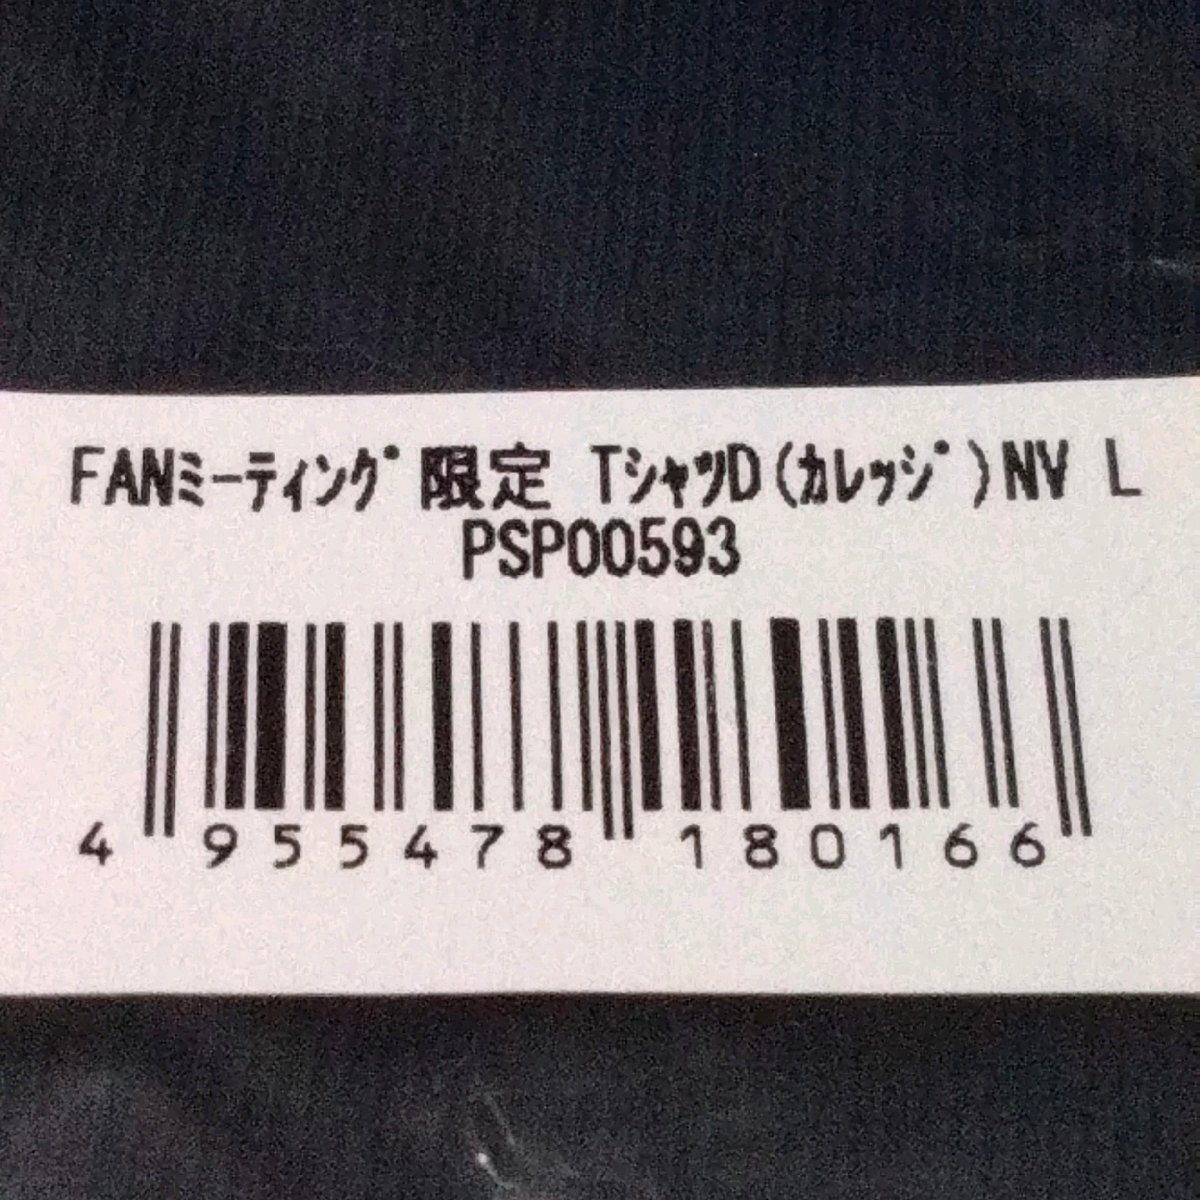 FANﾐｰﾃｨﾝｸﾞ限定 TｼｬﾂD(ｶﾚｯｼﾞ)NV L
PSP00593
4 955478 180166